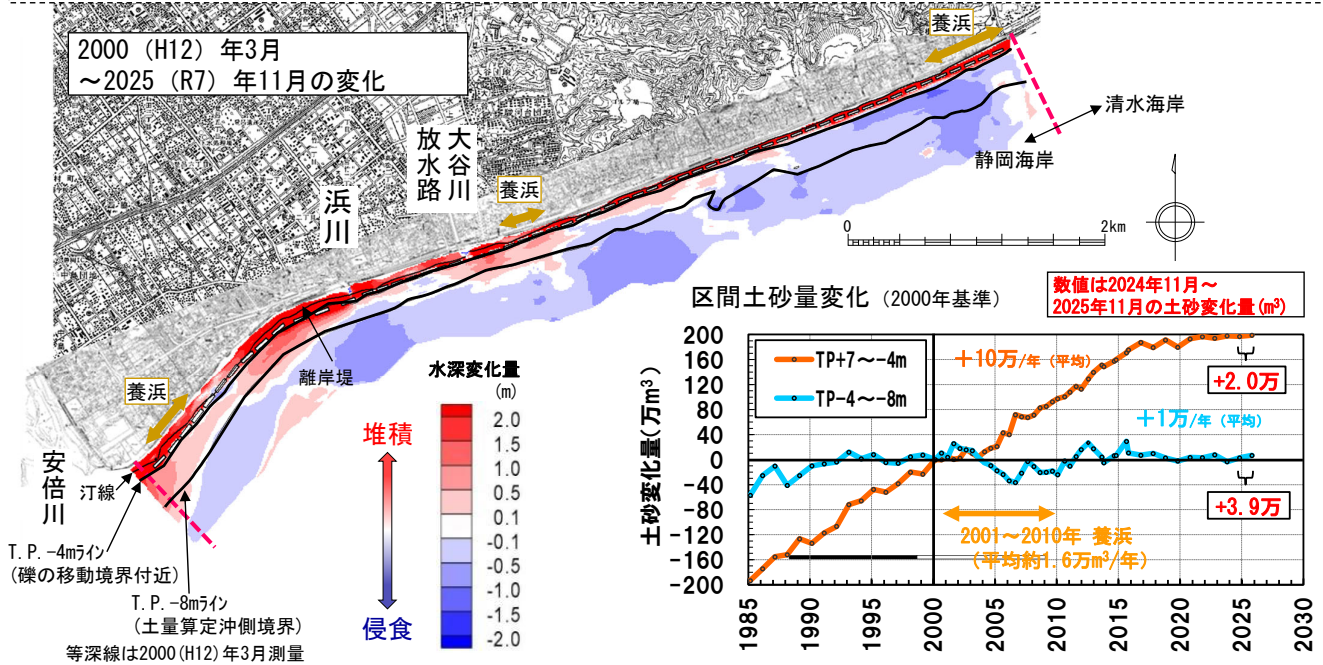 2000 (H12) 年3月
~2025 (R7) 年11月の変化
養浜
清水海岸
静岡海岸
大谷川
放水路
養浜
浜川
0 2km
離岸堤
養浜
安倍川
汀線
T.P.-4mライン
(礫の移動境界付近)
T.P.-8mライン
(土量算定沖側境界)
等深線は2000(H12)年3月測量
水深変化量
(m)
堆積
侵食
2.0
1.5
1.0
0.5
0.1
-0.1
-0.5
-1.0
-1.5
-2.0
区間土砂量変化 (2000年基準)
数値は2024年11月~
2025年11月の土砂変化量(m³)
土砂変化量(万m³)
200
160
120
80
40
0
-40
-80
-120
-160
-200
TP+7~-4m
TP-4~-8m
+10万/年 (平均)
+2.0万
+1万/年 (平均)
+3.9万
2001~2010年 養浜
(平均約1.6万m³/年)
1985
1990
1995
2000
2005
2010
2015
2020
2025
2030